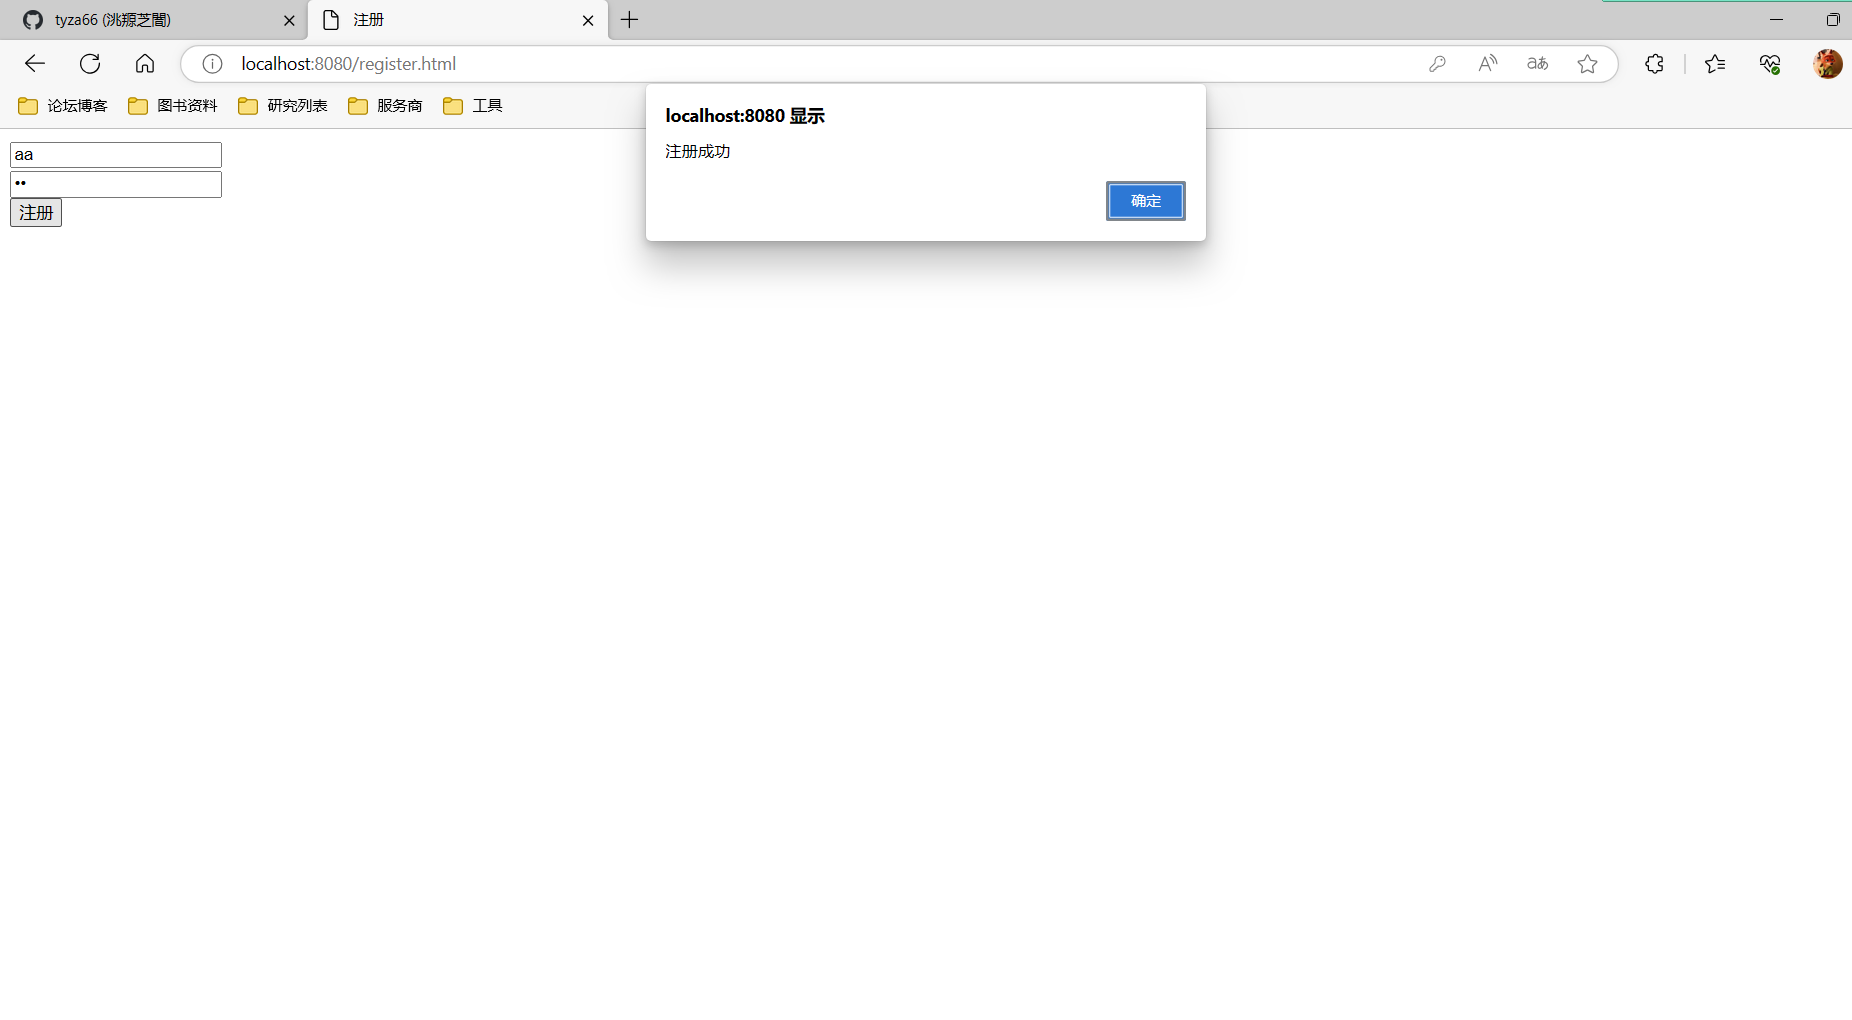 tyza66 (洮羱芝闇)
注册
localhost:8080/register.html
论坛博客
图书资料
研究列表
服务商
工具
localhost:8080 显示
注册成功
确定
aa
••
注册